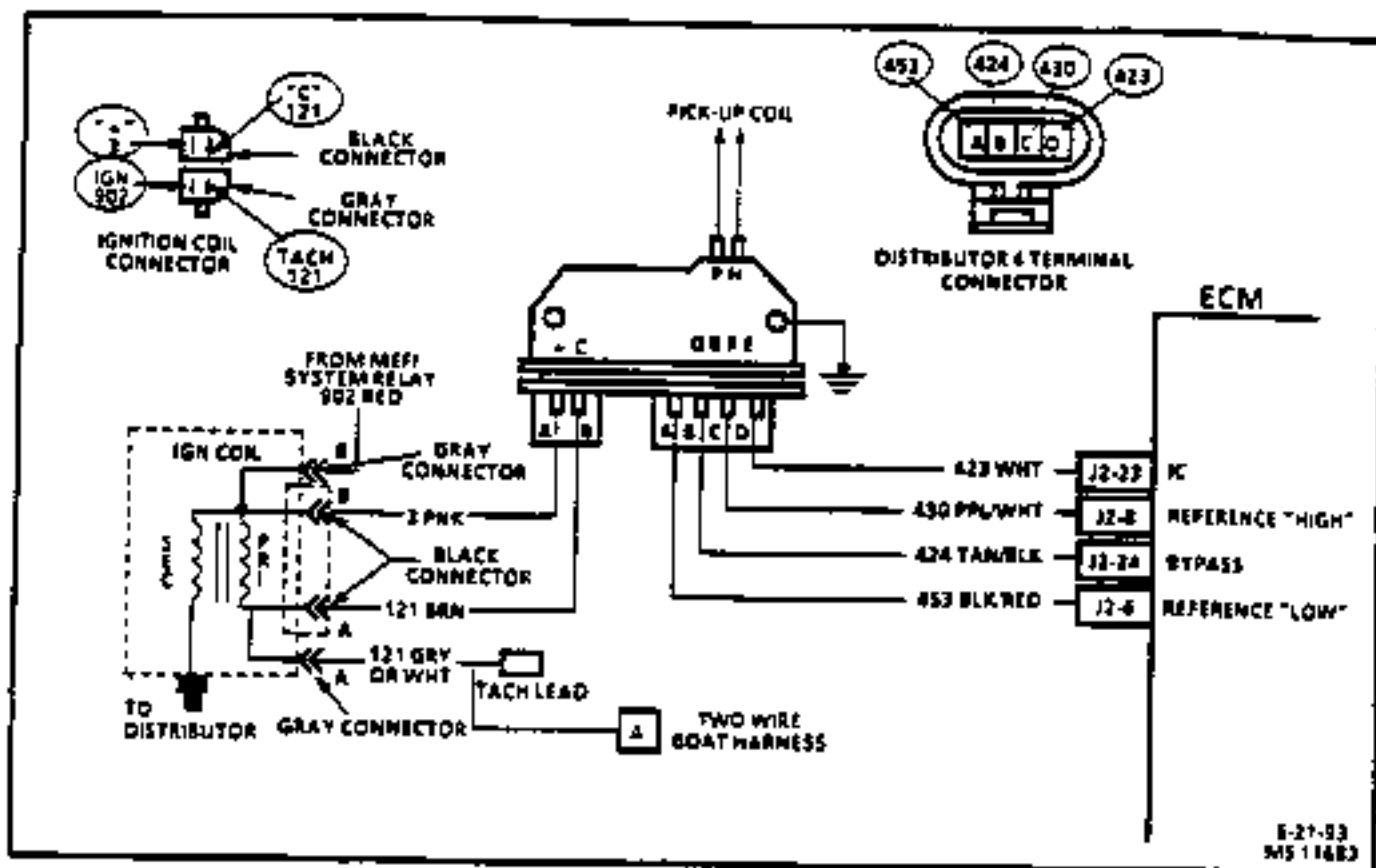 "C"
121
"+"
3
BLACK
CONNECTOR
IGN
902
GRAY
CONNECTOR
IGNITION COIL
CONNECTOR
TACH
121
PICK-UP COIL
P N
+ C
G B R E
453
424
430
423
A B C D
DISTRIBUTOR 4 TERMINAL
CONNECTOR
ECM
FROM MEFI
SYSTEM RELAY
902 RED
IGN COIL
B
GRAY
CONNECTOR
B
3 PNK
BLACK
CONNECTOR
121 BRN
A
121 GRY
OR WHT
A
TACH LEAD
TO
DISTRIBUTOR
GRAY CONNECTOR
A
TWO WIRE
BOAT HARNESS
A B
A B C D
423 WHT
J2-23
IC
430 PPL/WHT
J2-8
REFERENCE "HIGH"
424 TAN/BLK
J2-24
BYPASS
453 BLK/RED
J2-6
REFERENCE "LOW"
6-21-93